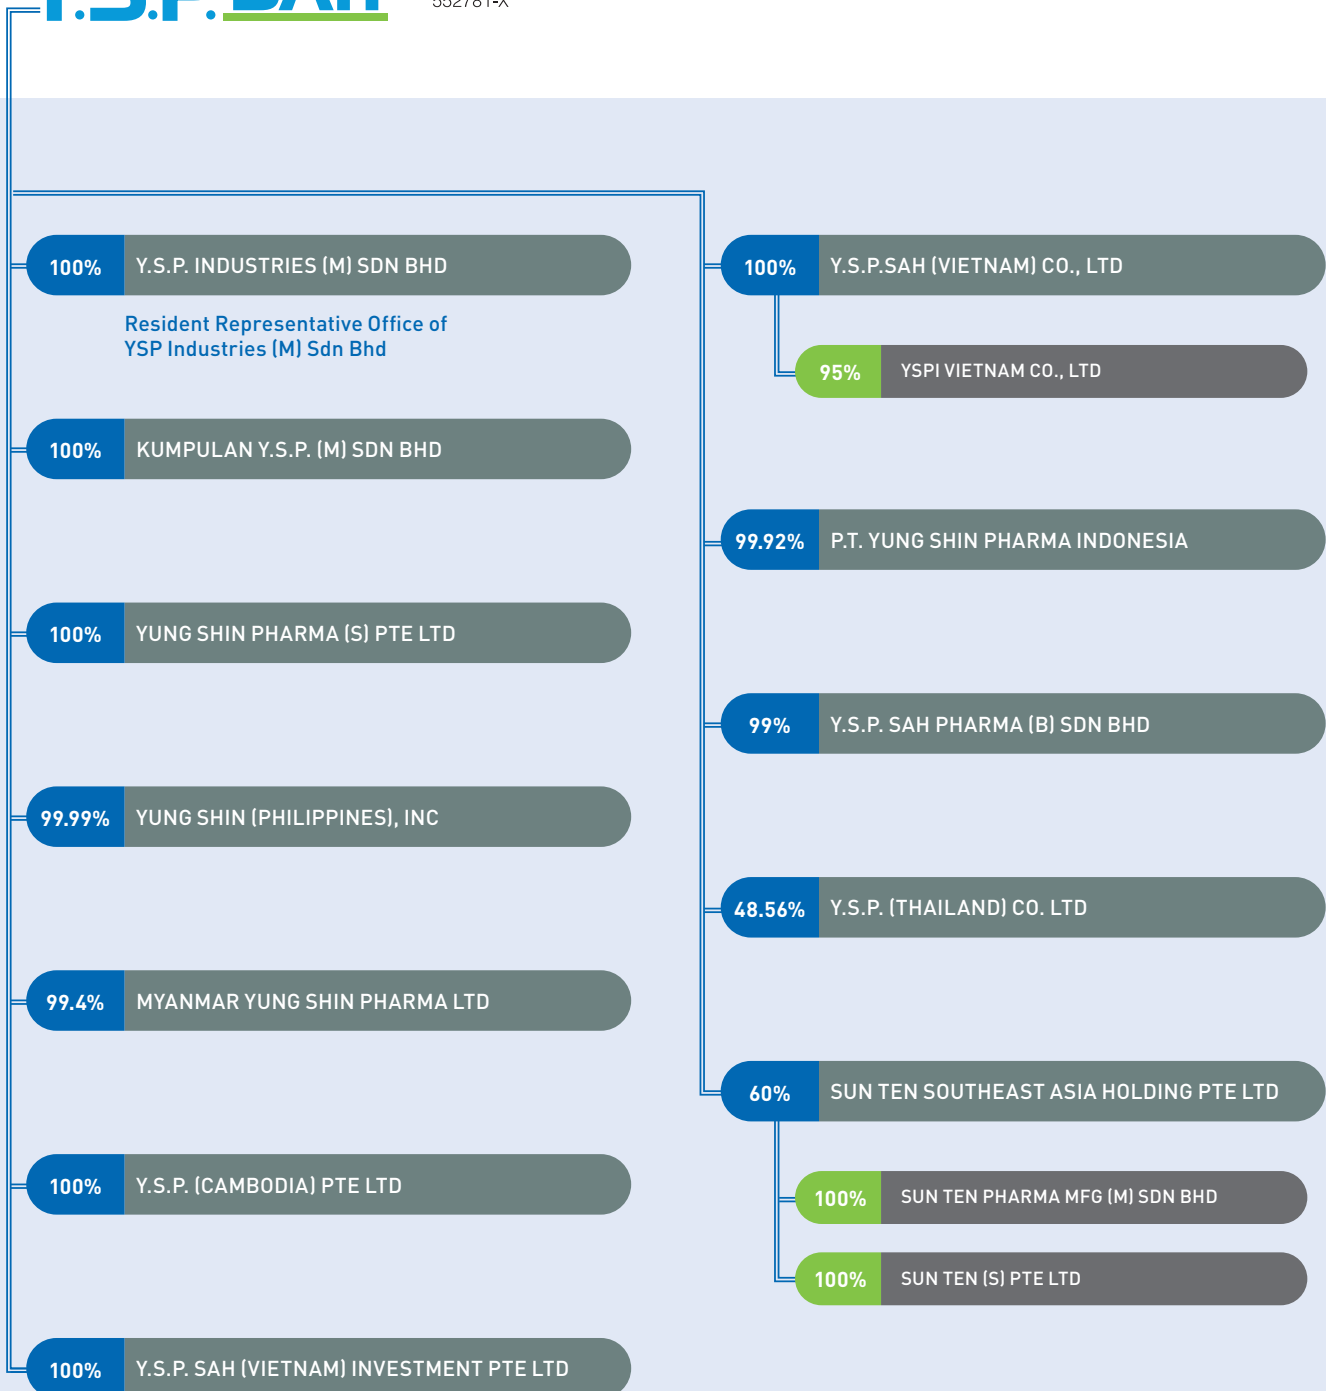 Y.S.P.SAH
552781-X
100% Y.S.P. INDUSTRIES (M) SDN BHD
Resident Representative Office of
YSP Industries (M) Sdn Bhd
100% KUMPULAN Y.S.P. (M) SDN BHD
100% YUNG SHIN PHARMA (S) PTE LTD
99.99% YUNG SHIN (PHILIPPINES), INC
99.4% MYANMAR YUNG SHIN PHARMA LTD
100% Y.S.P. (CAMBODIA) PTE LTD
100% Y.S.P. SAH (VIETNAM) INVESTMENT PTE LTD
100% Y.S.P.SAH (VIETNAM) CO., LTD
95% YSPI VIETNAM CO., LTD
99.92% P.T. YUNG SHIN PHARMA INDONESIA
99% Y.S.P. SAH PHARMA (B) SDN BHD
48.56% Y.S.P. (THAILAND) CO. LTD
60% SUN TEN SOUTHEAST ASIA HOLDING PTE LTD
100% SUN TEN PHARMA MFG (M) SDN BHD
100% SUN TEN (S) PTE LTD